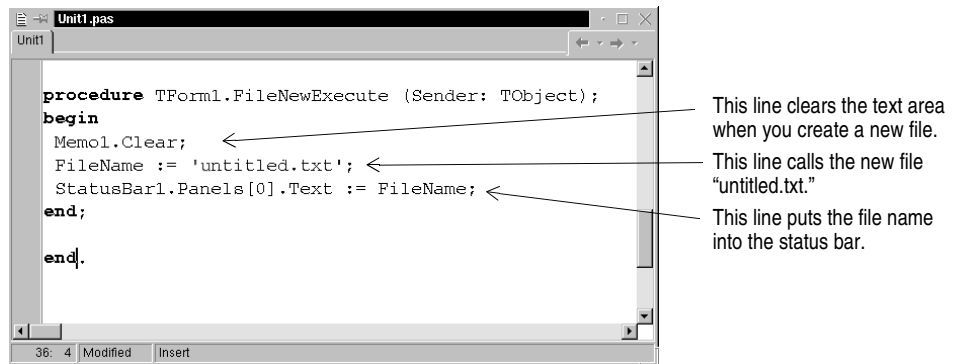 Unit1.pas
Unit1
procedure TForm1.FileNewExecute (Sender: TObject);
begin
Memo1.Clear;
FileName := 'untitled.txt';
StatusBar1.Panels[0].Text := FileName;
end;
end.
36: 4 Modified Insert
This line clears the text area
when you create a new file.
This line calls the new file
“untitled.txt.”
This line puts the file name
into the status bar.